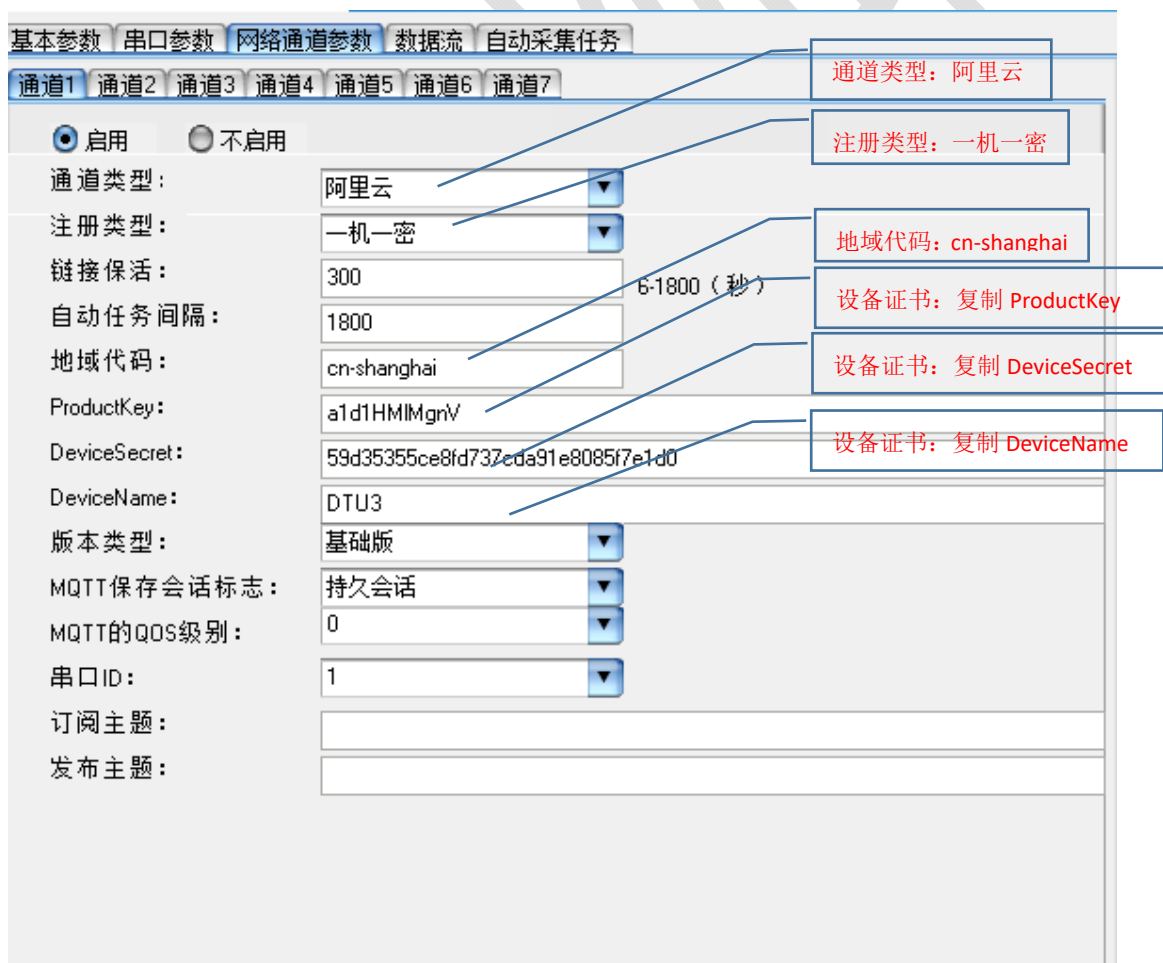 基本参数 串口参数 网络通道参数 数据流 自动采集任务
通道1 通道2 通道3 通道4 通道5 通道6 通道7
启用 不启用
通道类型: 阿里云
注册类型: 一机一密
链接保活: 300 6-1800（秒）
自动任务间隔: 1800
地域代码: cn-shanghai
ProductKey: a1d1HMlMgnV
DeviceSecret: 59d35355ce8fd737cda91e8085f7e1d0
DeviceName: DTU3
版本类型: 基础版
MQTT保存会话标志: 持久会话
MQTT的QOS级别: 0
串口ID: 1
订阅主题:
发布主题:
通道类型：阿里云
注册类型：一机一密
地域代码：cn-shanghai
设备证书：复制 ProductKey
设备证书：复制 DeviceSecret
设备证书：复制 DeviceName